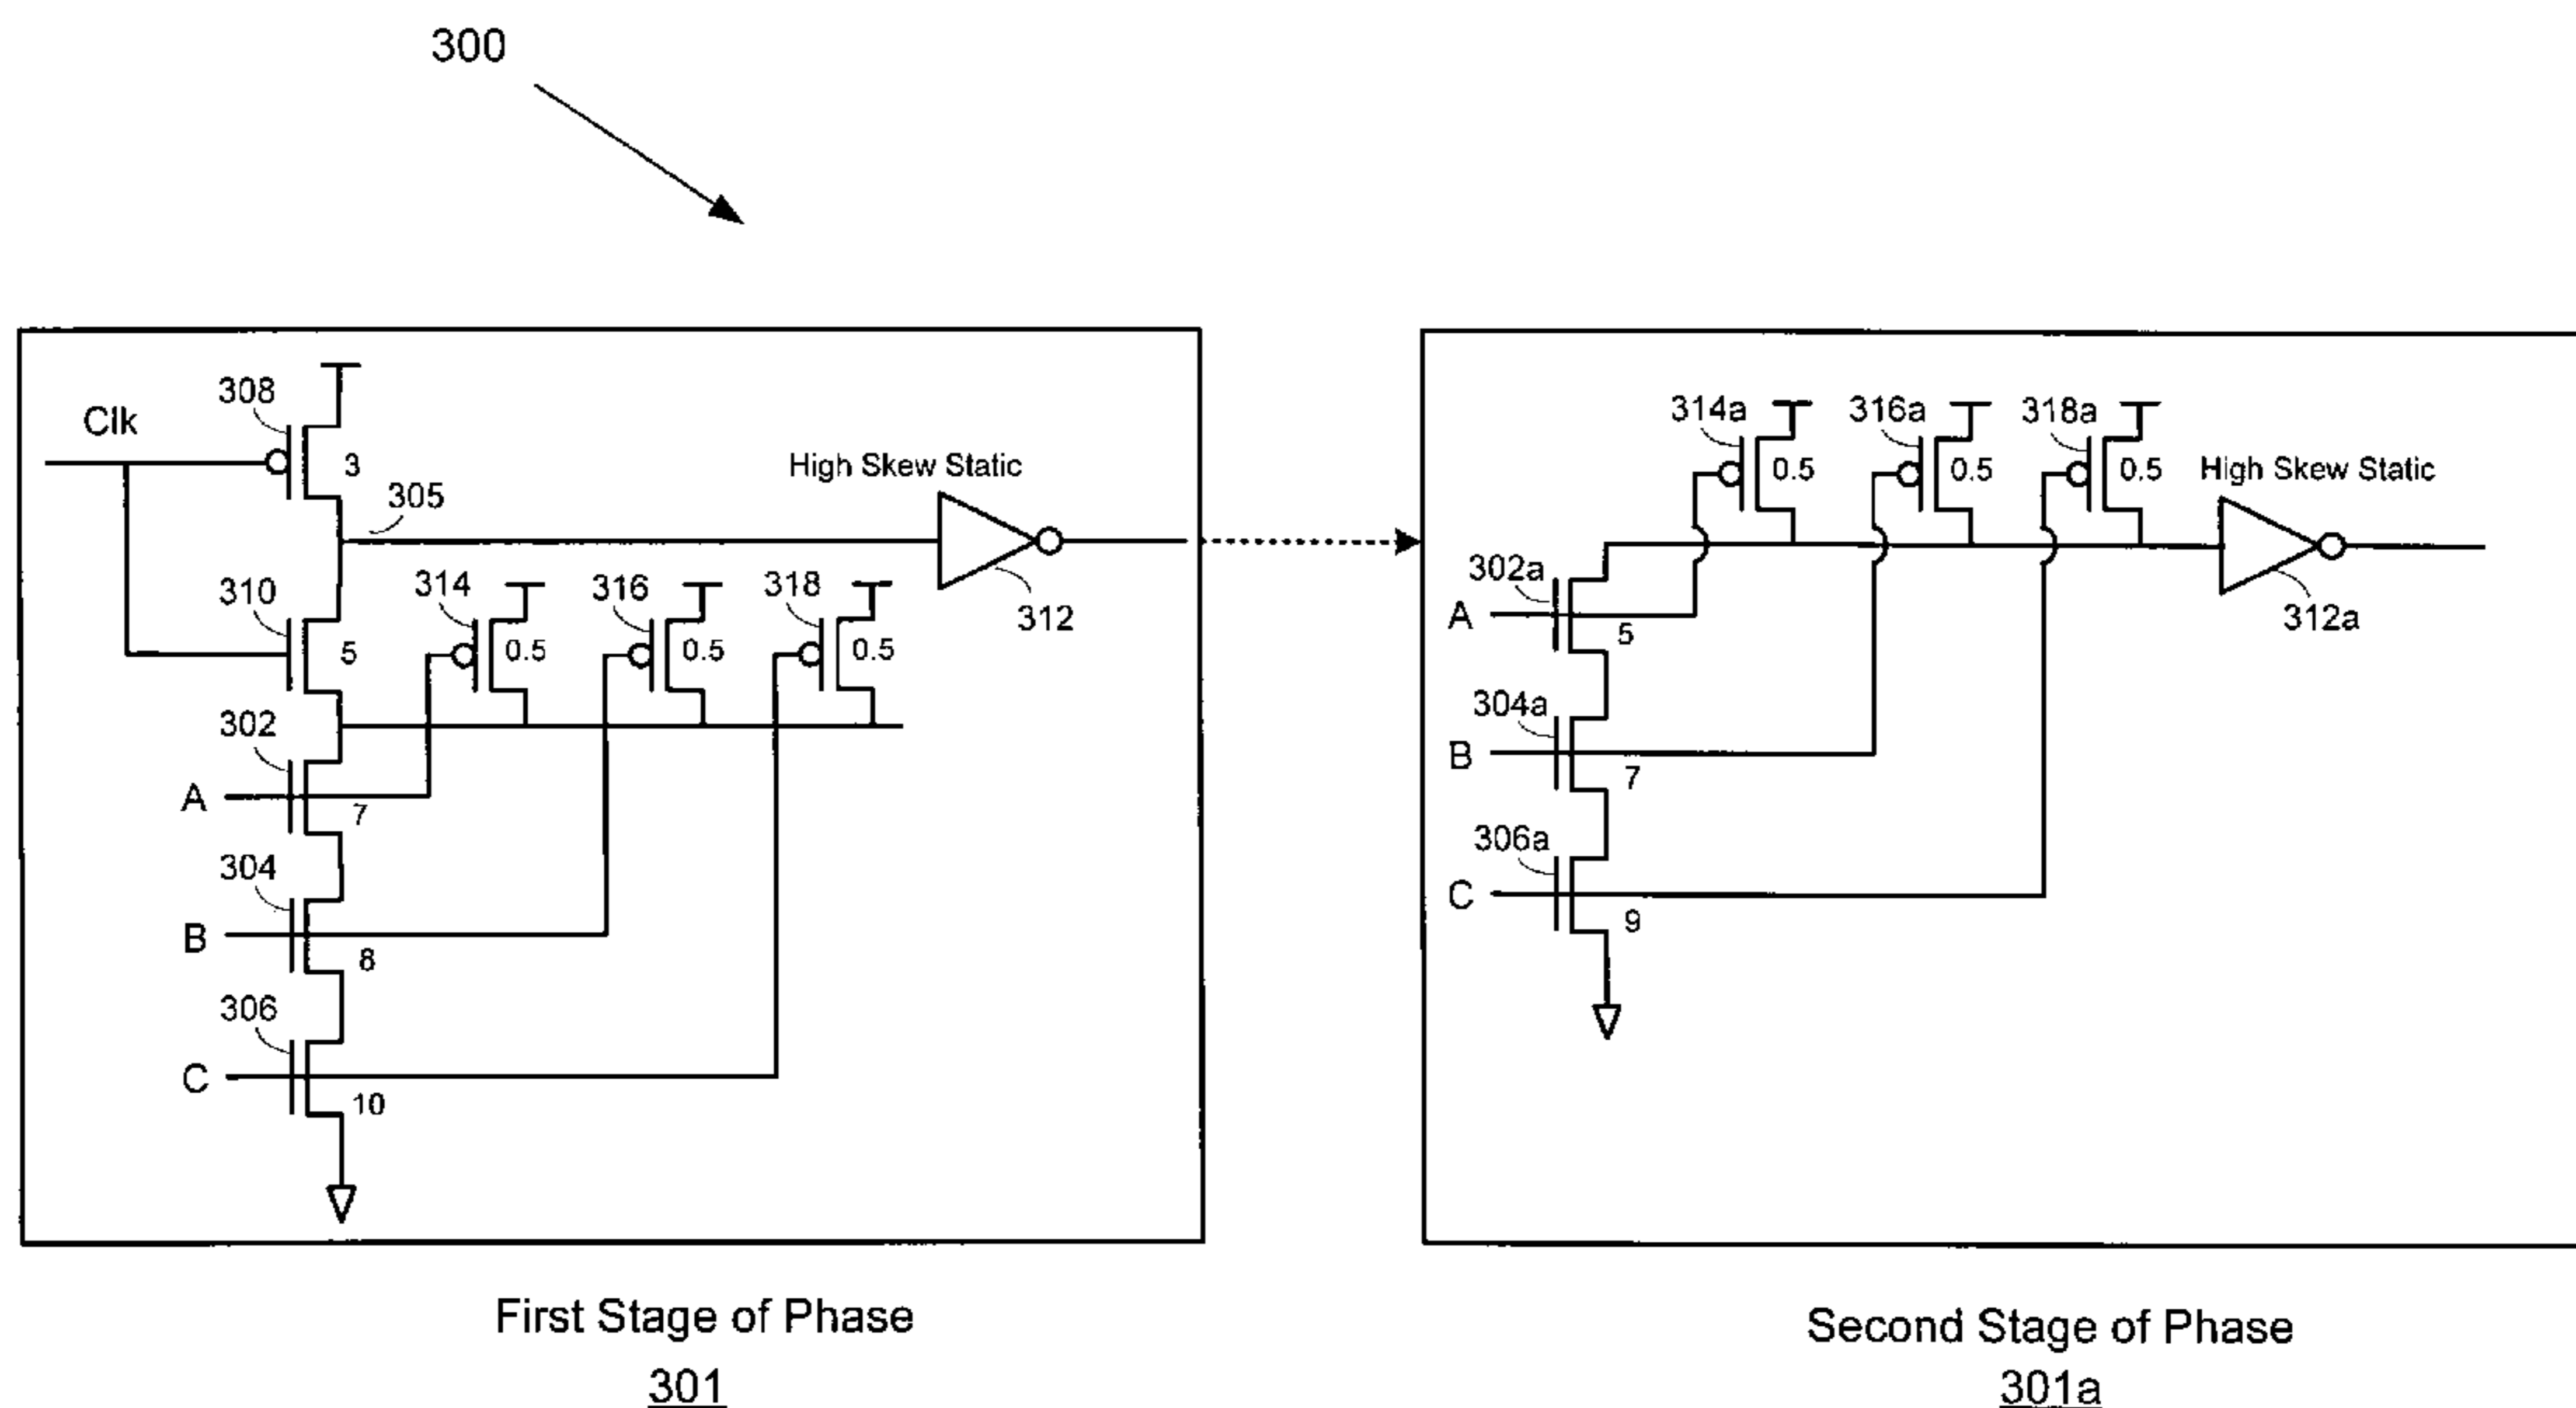 300
308
Clk
3
305
High Skew Static
312
310
5
314
0.5
316
0.5
318
0.5
302
A
7
304
B
8
306
C
10
First Stage of Phase
301
314a
0.5
316a
0.5
318a
0.5
High Skew Static
312a
302a
A
5
304a
B
7
306a
C
9
Second Stage of Phase
301a